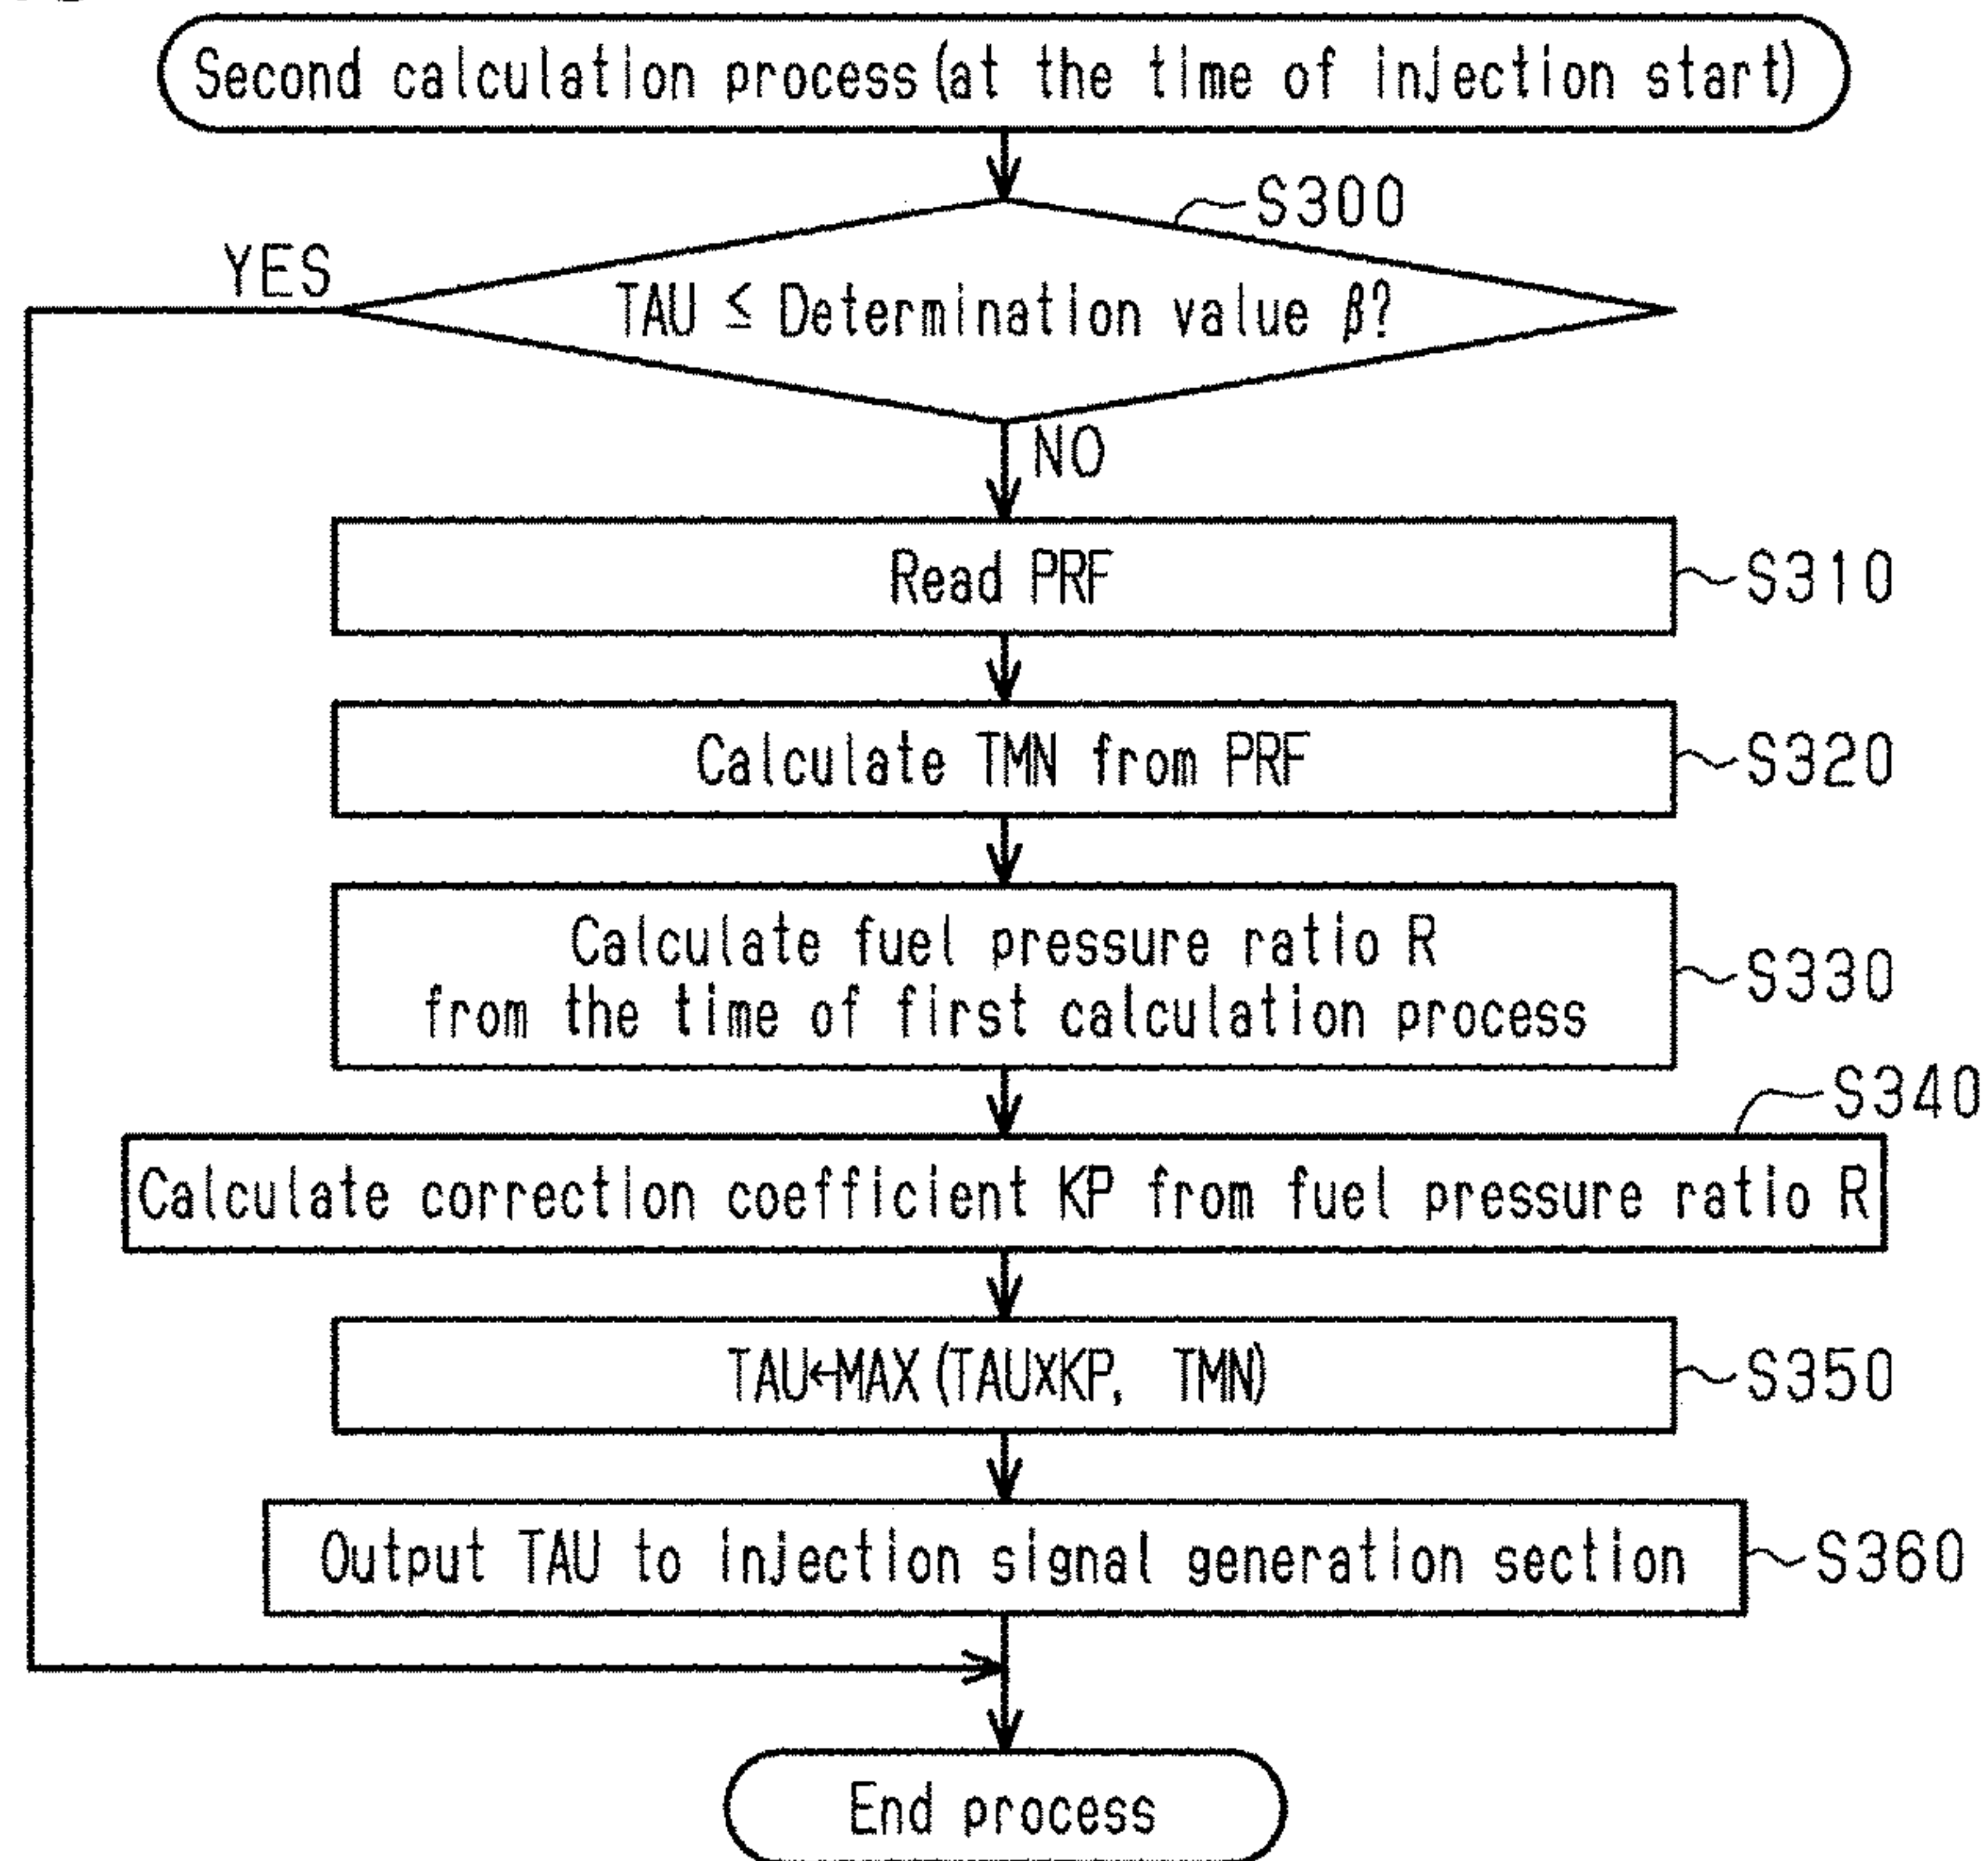 Second calculation process (at the time of injection start)
S300
YES
TAU ≤ Determination value β?
NO
Read PRF
S310
Calculate TMN from PRF
S320
Calculate fuel pressure ratio R
from the time of first calculation process
S330
S340
Calculate correction coefficient KP from fuel pressure ratio R
TAU←MAX (TAU×KP, TMN)
S350
Output TAU to injection signal generation section
S360
End process